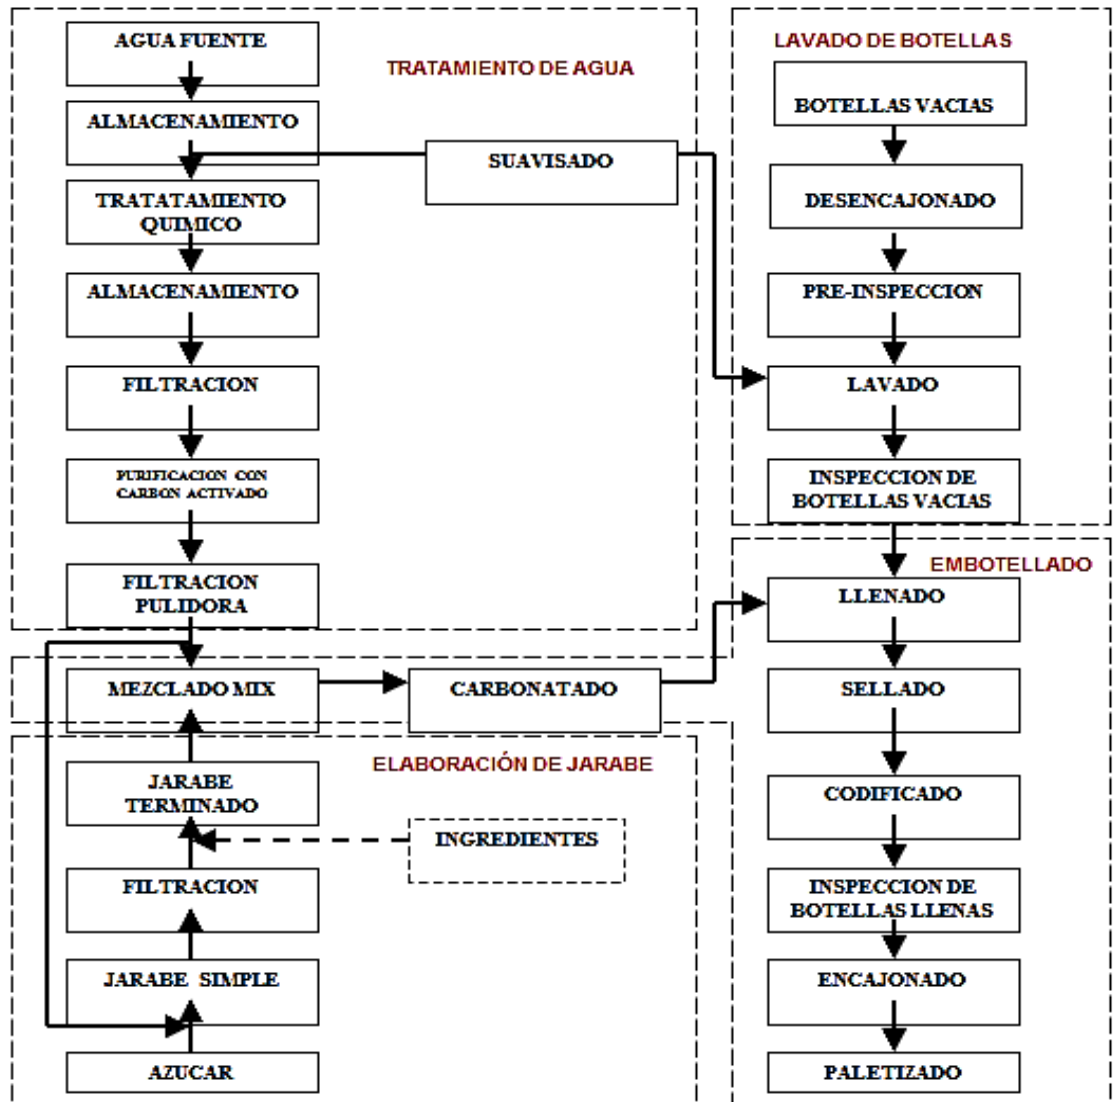 AGUA FUENTE
TRATAMIENTO DE AGUA
ALMACENAMIENTO
SUAVISADO
TRATATAMIENTO
QUIMICO
ALMACENAMIENTO
FILTRACION
PURIFICACION CON
CARBON ACTIVADO
FILTRACION
PULIDORA
LAVADO DE BOTELLAS
BOTELLAS VACIAS
DESENCAJONADO
PRE-INSPECCION
LAVADO
INSPECCION DE
BOTELLAS VACIAS
MEZCLADO MIX
CARBONATADO
ELABORACIÓN DE JARABE
JARABE
TERMINADO
INGREDIENTES
FILTRACION
JARABE SIMPLE
AZUCAR
EMBOTELLADO
LLENADO
SELLADO
CODIFICADO
INSPECCION DE
BOTELLAS LLENAS
ENCAJONADO
PALETIZADO